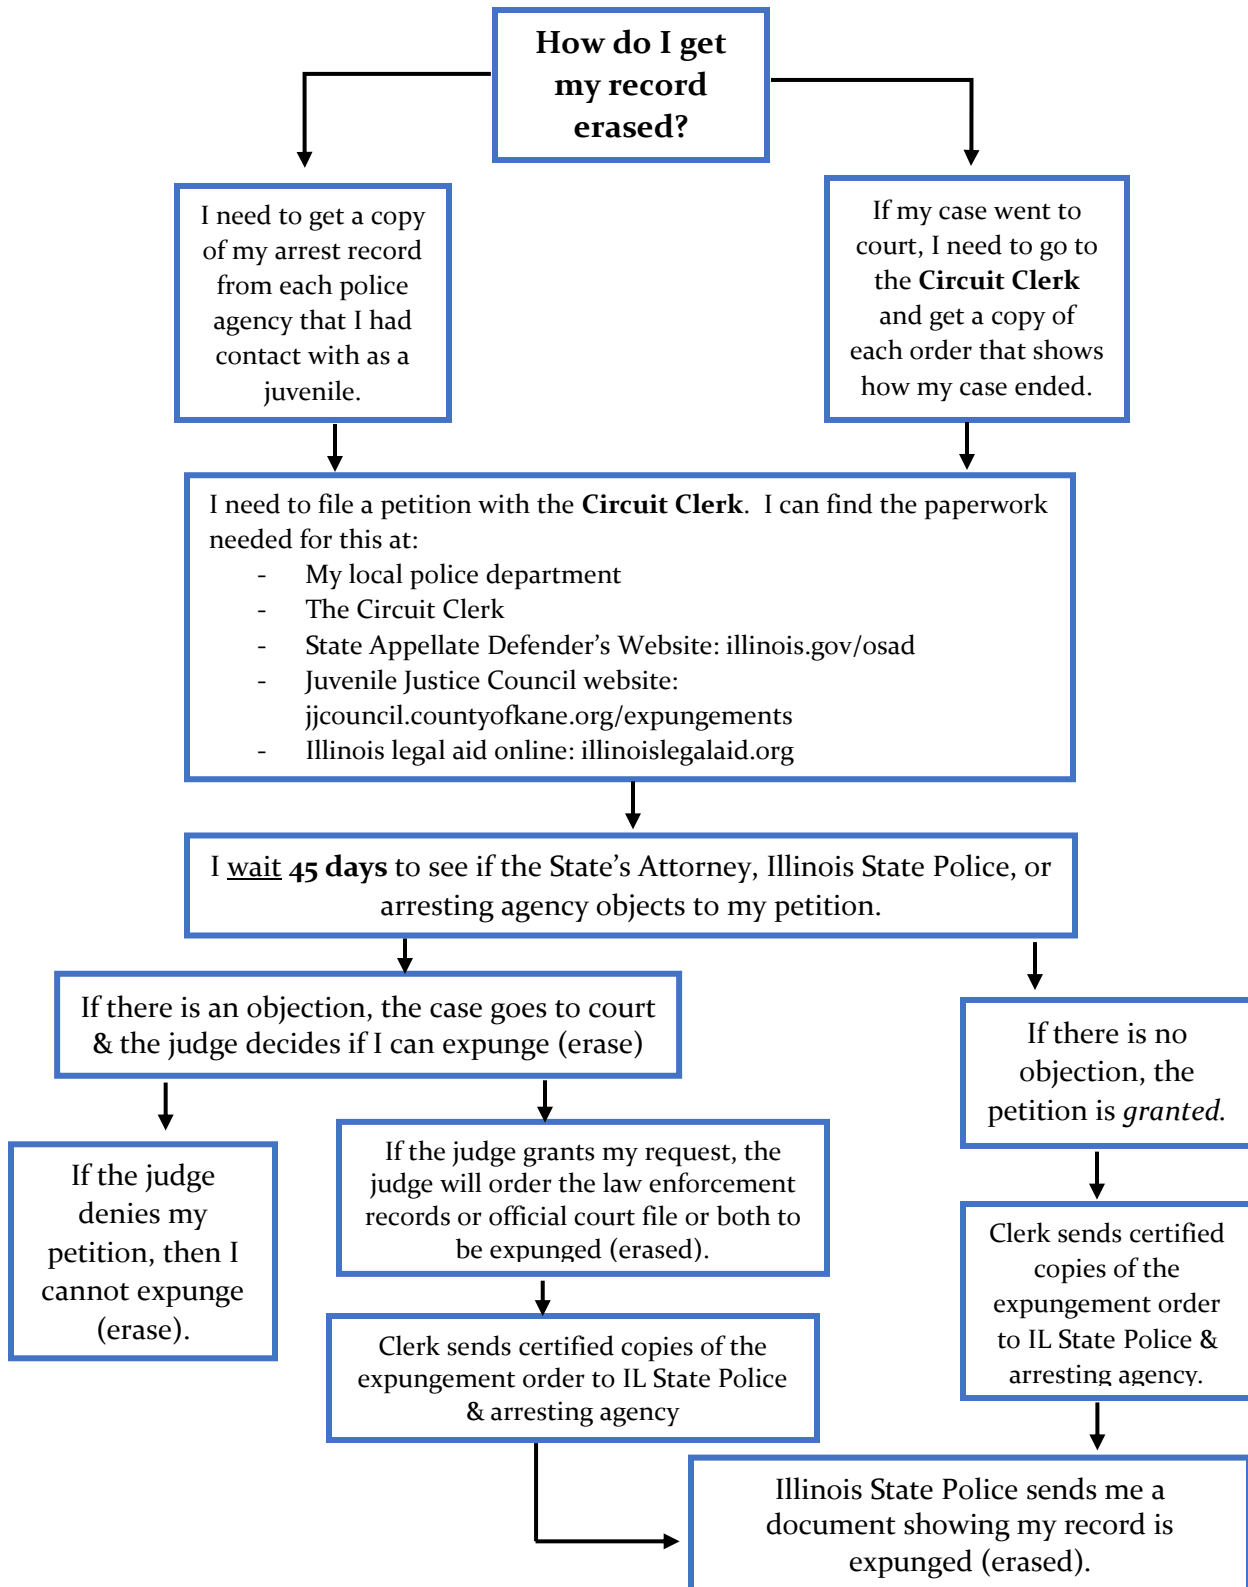 How do I get
my record
erased?
I need to get a copy
of my arrest record
from each police
agency that I had
contact with as a
juvenile.
If my case went to
court, I need to go to
the Circuit Clerk
and get a copy of
each order that shows
how my case ended.
I need to file a petition with the Circuit Clerk.  I can find the paperwork
needed for this at:
- My local police department
- The Circuit Clerk
- State Appellate Defender’s Website: illinois.gov/osad
- Juvenile Justice Council website:
jjcouncil.countyofkane.org/expungements
- Illinois legal aid online: illinoislegalaid.org
I wait 45 days to see if the State’s Attorney, Illinois State Police, or
arresting agency objects to my petition.
If there is an objection, the case goes to court
& the judge decides if I can expunge (erase)
If there is no
objection, the
petition is granted.
If the judge
denies my
petition, then I
cannot expunge
(erase).
If the judge grants my request, the
judge will order the law enforcement
records or official court file or both to
be expunged (erased).
Clerk sends certified
copies of the
expungement order
to IL State Police &
arresting agency.
Clerk sends certified copies of the
expungement order to IL State Police
& arresting agency
Illinois State Police sends me a
document showing my record is
expunged (erased).